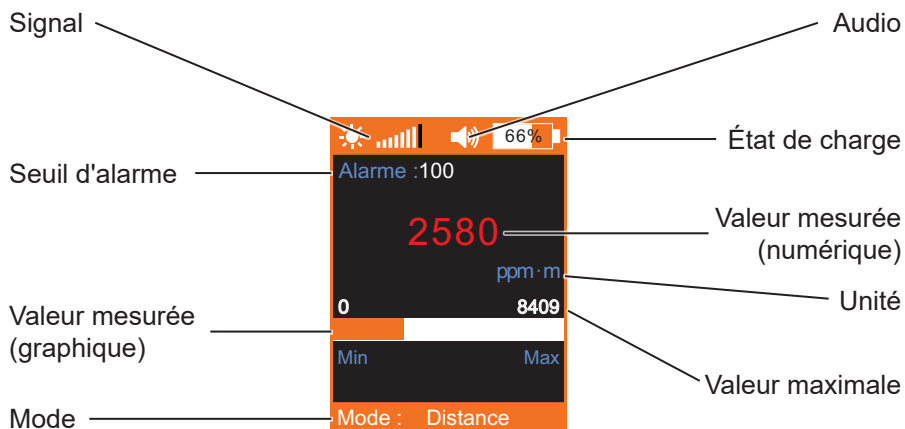 Signal
Audio
66%
État de charge
Alarme :100
Seuil d'alarme
2580
Valeur mesurée
(numérique)
ppm·m
Unité
0 8409
Valeur mesurée
(graphique)
Min Max
Valeur maximale
Mode
Mode : Distance